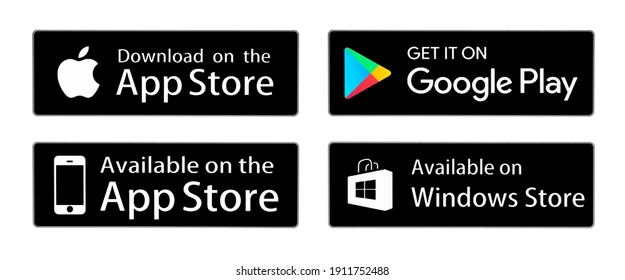 Download on the
App Store
GET IT ON
Google Play
Available on the
App Store
Available on
Windows Store
shutterstock.com · 1911752488